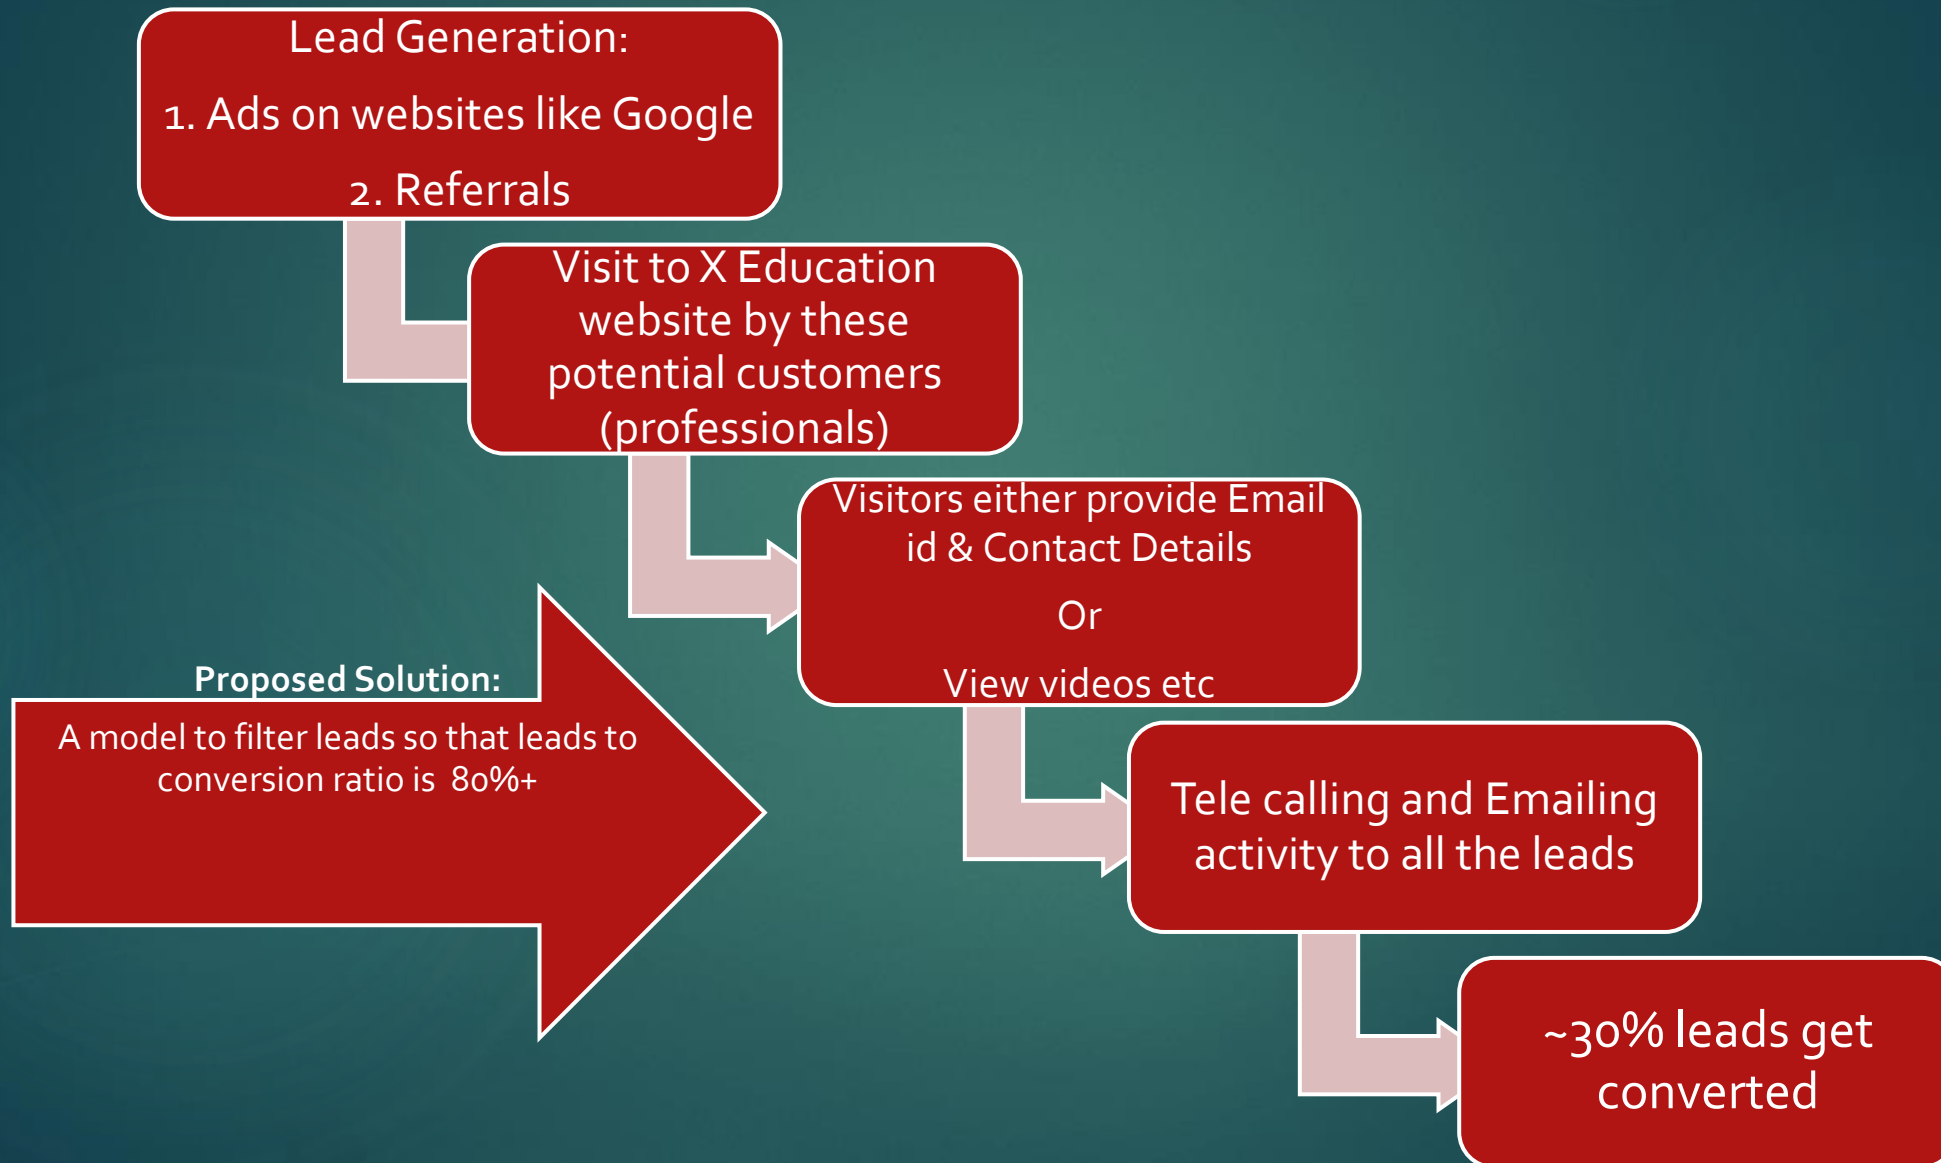 Lead Generation:
1. Ads on websites like Google
2. Referrals
Visit to X Education
website by these
potential customers
(professionals)
Visitors either provide Email
id & Contact Details
Or
View videos etc
Proposed Solution:
A model to filter leads so that leads to
conversion ratio is  80%+
Tele calling and Emailing
activity to all the leads
~30% leads get
converted